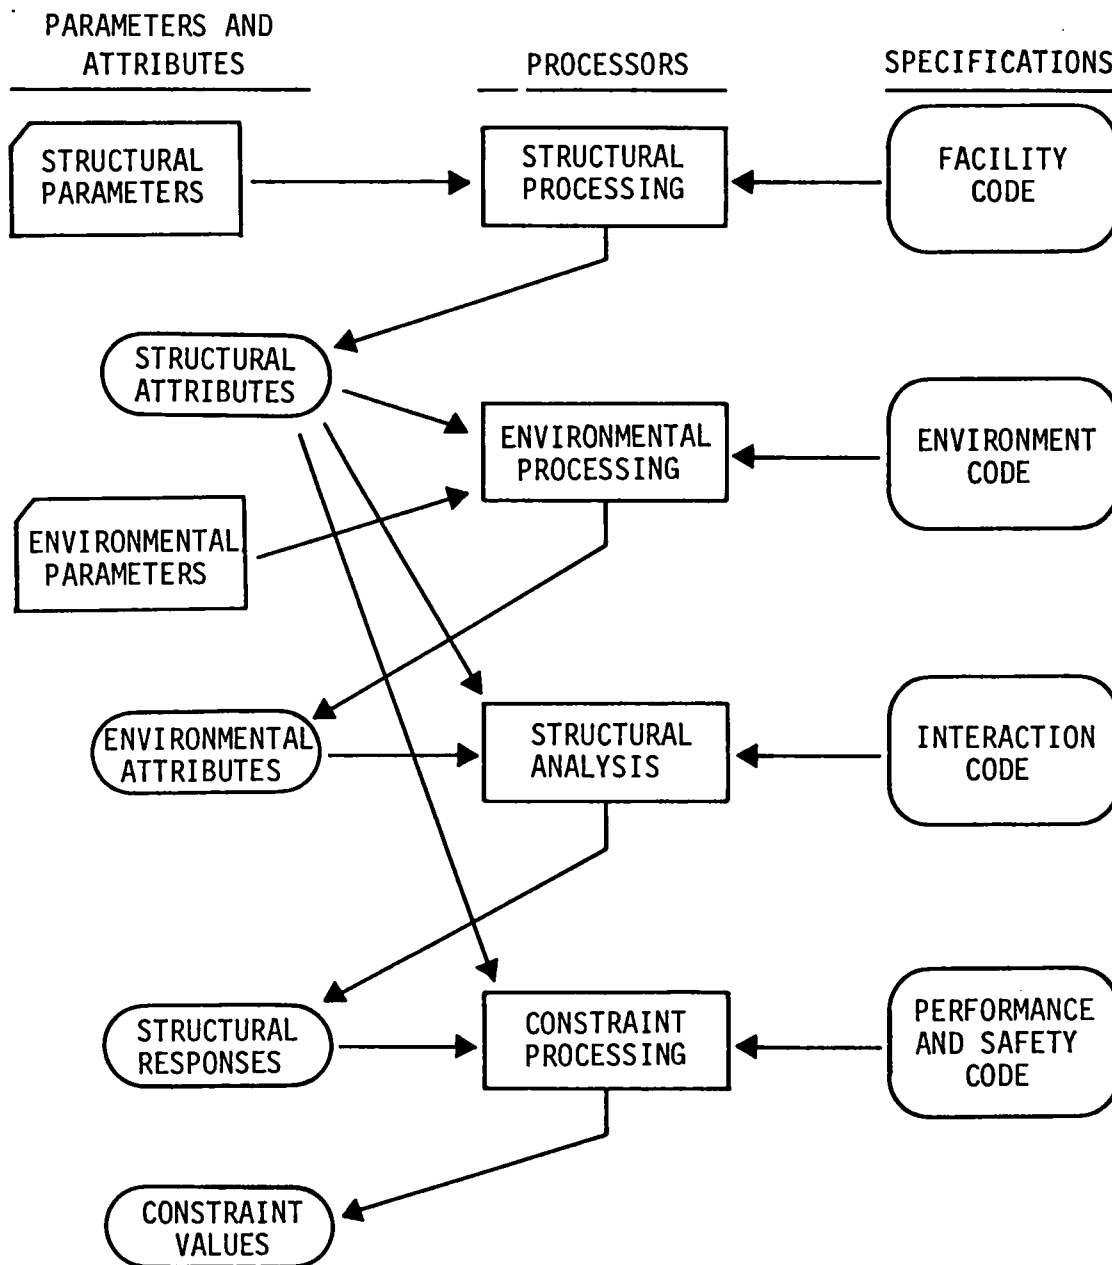 PARAMETERS AND
ATTRIBUTES
PROCESSORS
SPECIFICATIONS
STRUCTURAL
PARAMETERS
STRUCTURAL
PROCESSING
FACILITY
CODE
STRUCTURAL
ATTRIBUTES
ENVIRONMENTAL
PROCESSING
ENVIRONMENT
CODE
ENVIRONMENTAL
PARAMETERS
ENVIRONMENTAL
ATTRIBUTES
STRUCTURAL
ANALYSIS
INTERACTION
CODE
STRUCTURAL
RESPONSES
CONSTRAINT
PROCESSING
PERFORMANCE
AND SAFETY
CODE
CONSTRAINT
VALUES